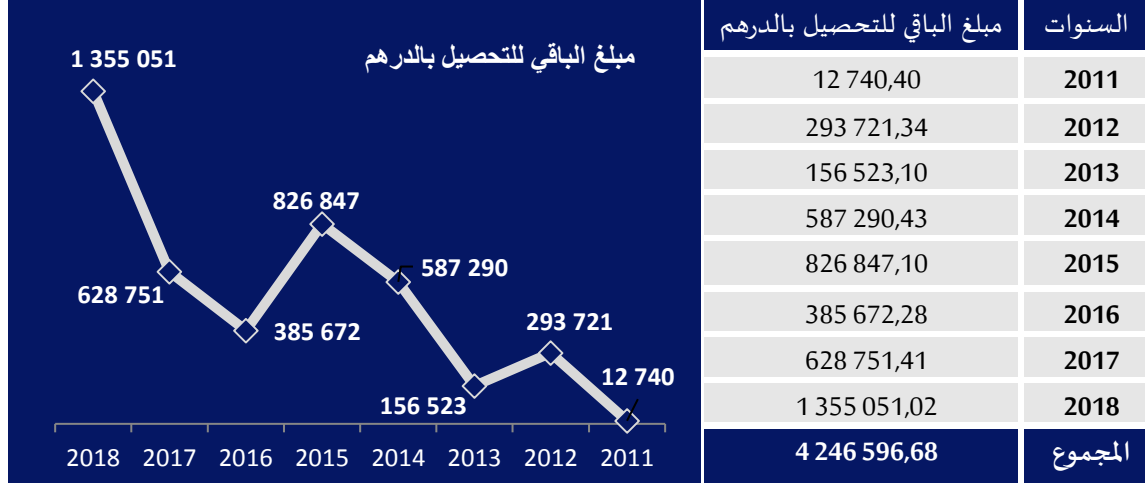 السنوات مبلغ الباقي للتحصيل بالدرهم
2011 12 740,40
2012 293 721,34
2013 156 523,10
2014 587 290,43
2015 826 847,10
2016 385 672,28
2017 628 751,41
2018 1 355 051,02
المجموع 4 246 596,68
مبلغ الباقي للتحصيل بالدرهم
1 355 051
628 751
385 672
826 847
587 290
156 523
293 721
12 740
2018 2017 2016 2015 2014 2013 2012 2011